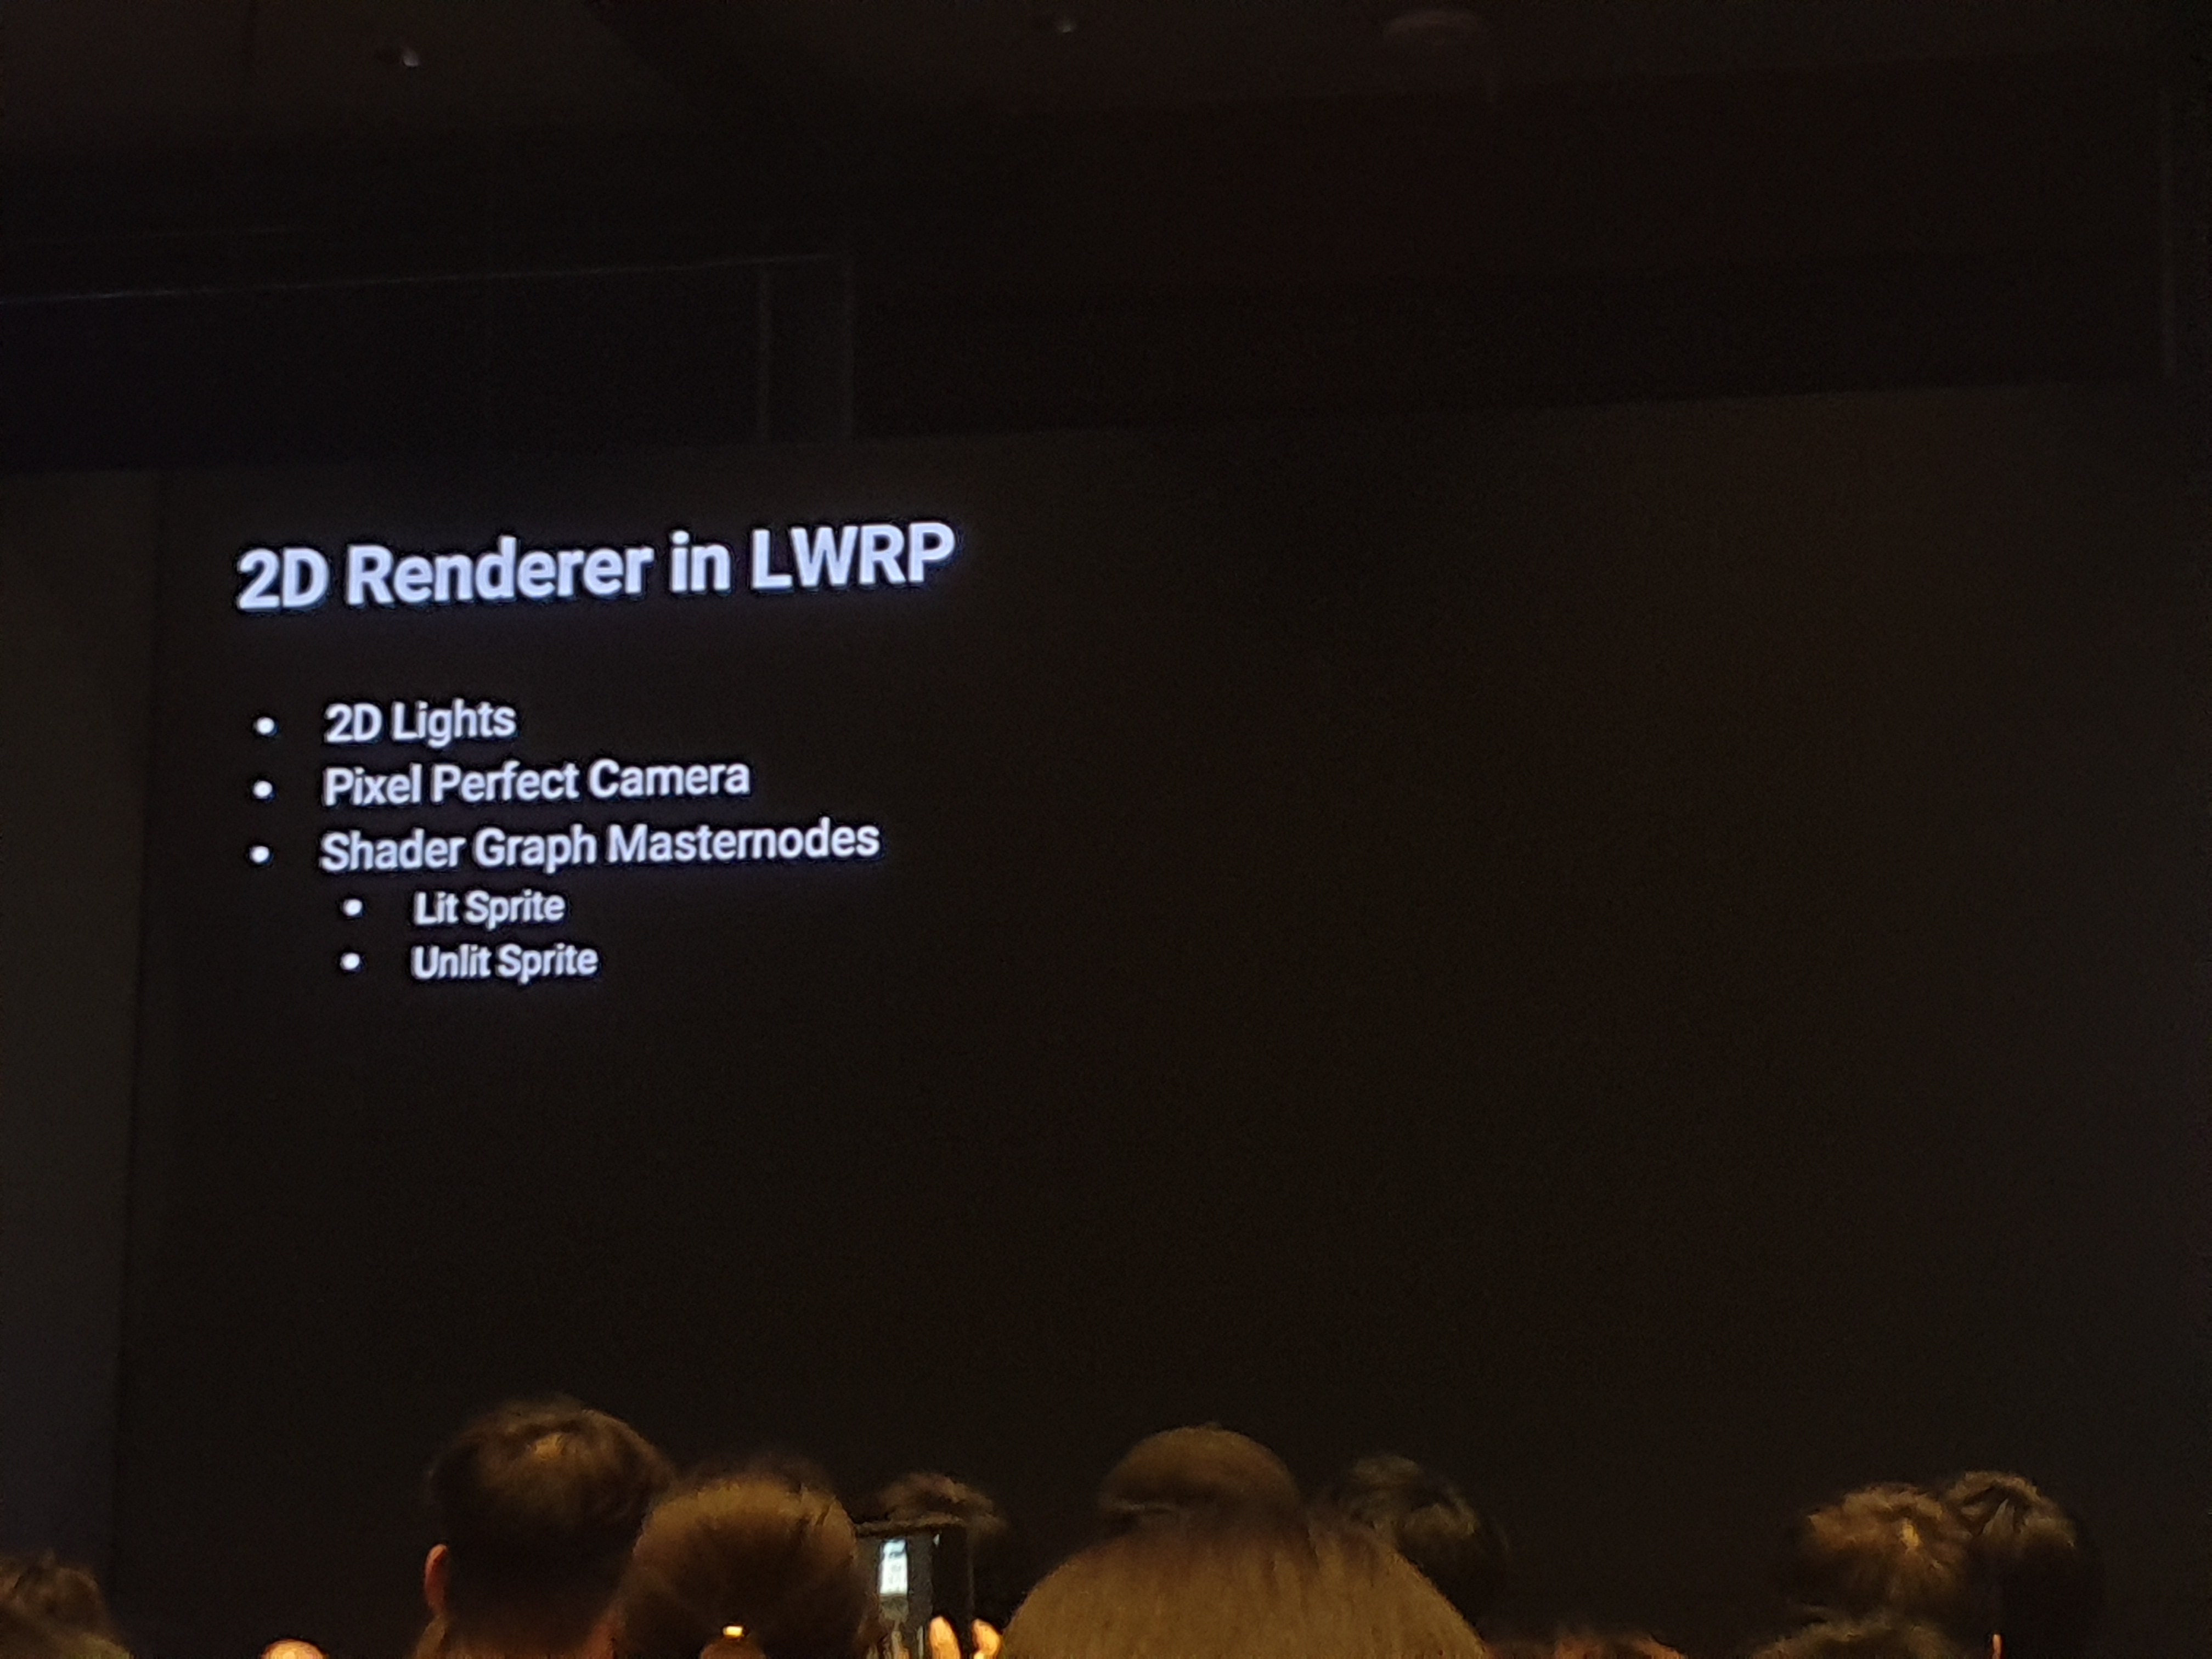 2D Renderer in LWRP
• 2D Lights
• Pixel Perfect Camera
• Shader Graph Masternodes
• Lit Sprite
• Unlit Sprite